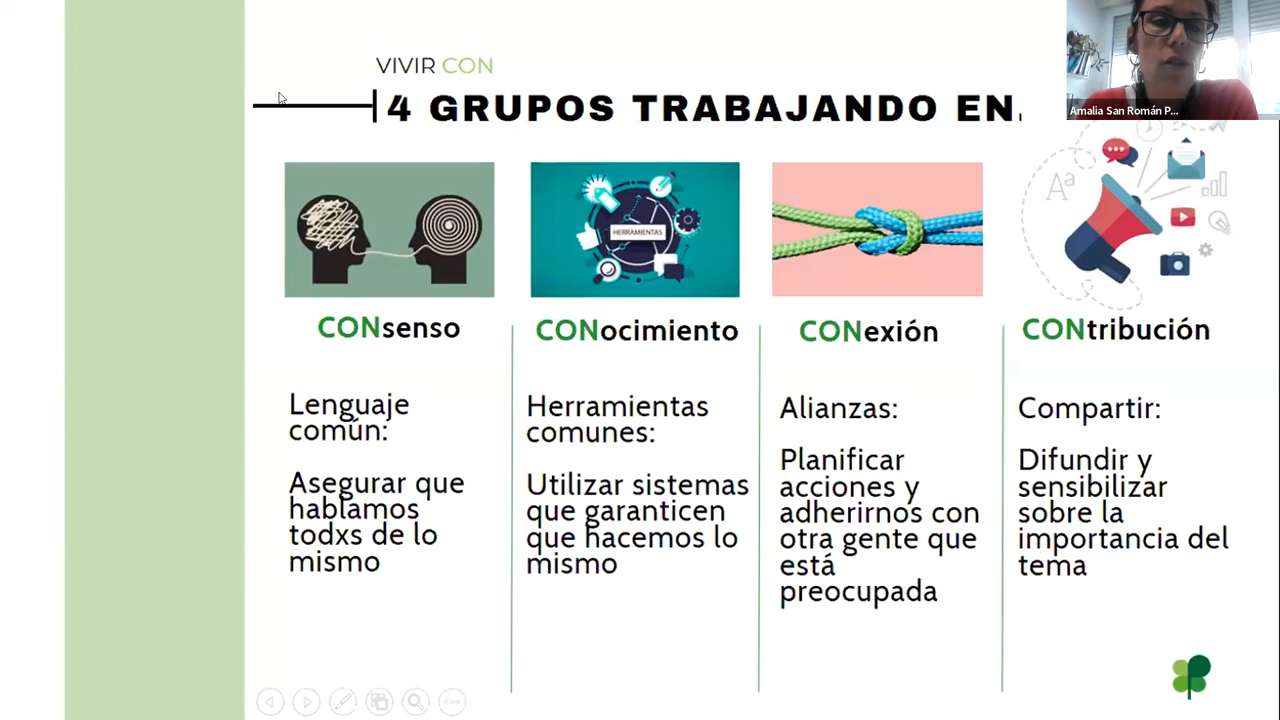 VIVIR CON
4 GRUPOS TRABAJANDO EN
Amalia San Román P...
HERRAMIENTAS
Aª
CONsenso
CONocimiento
CONexión
CONtribución
Lenguaje
común:
Asegurar que
hablamos
todxs de lo
mismo
Herramientas
comunes:
Utilizar sistemas
que garanticen
que hacemos lo
mismo
Alianzas:
Planificar
acciones y
adherirnos con
otra gente que
está
preocupada
Compartir:
Difundir y
sensibilizar
sobre la
importancia del
tema